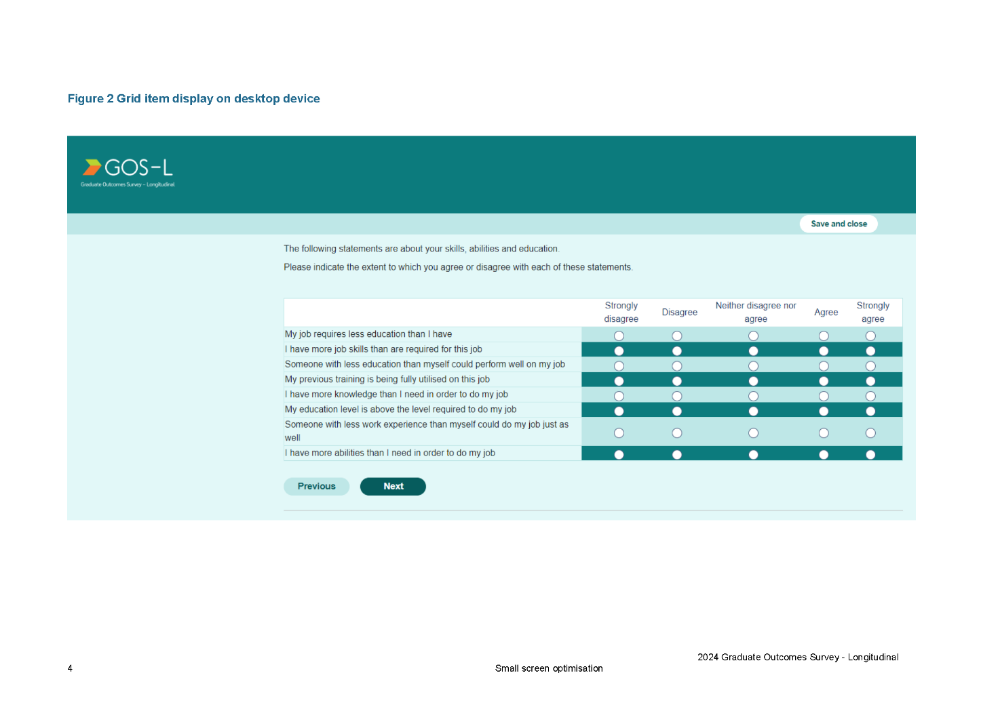 Figure 2 Grid item display on desktop device
GOS-L
Graduate Outcomes Survey - Longitudinal
Save and close
The following statements are about your skills, abilities and education.
Please indicate the extent to which you agree or disagree with each of these statements.
Strongly disagree
Disagree
Neither disagree nor agree
Agree
Strongly agree
My job requires less education than I have
I have more job skills than are required for this job
Someone with less education than myself could perform well on my job
My previous training is being fully utilised on this job
I have more knowledge than I need in order to do my job
My education level is above the level required to do my job
Someone with less work experience than myself could do my job just as
well
I have more abilities than I need in order to do my job
Previous
Next
2024 Graduate Outcomes Survey - Longitudinal
4
Small screen optimisation